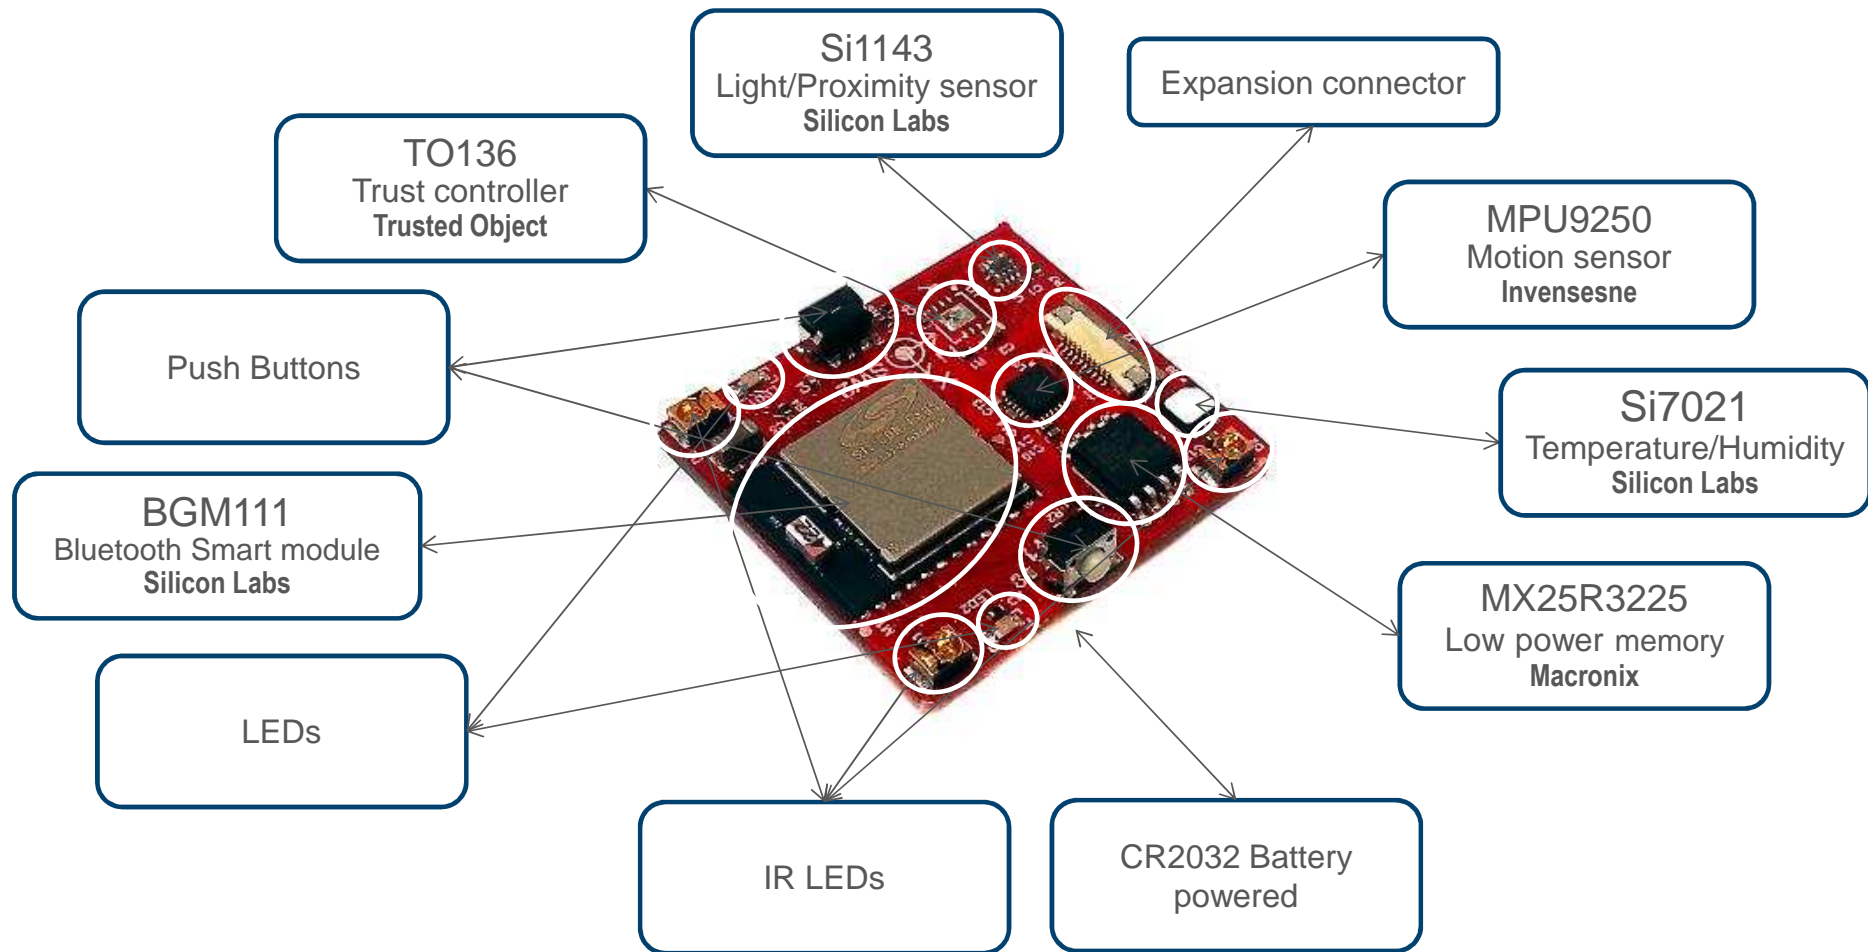 Si1143
Light/Proximity sensor
Silicon Labs
Expansion connector
TO136
Trust controller
Trusted Object
MPU9250
Motion sensor
Invensesne
Push Buttons
Si7021
Temperature/Humidity
Silicon Labs
BGM111
Bluetooth Smart module
Silicon Labs
MX25R3225
Low power memory
Macronix
LEDs
LED2
IR LEDs
CR2032 Battery
powered